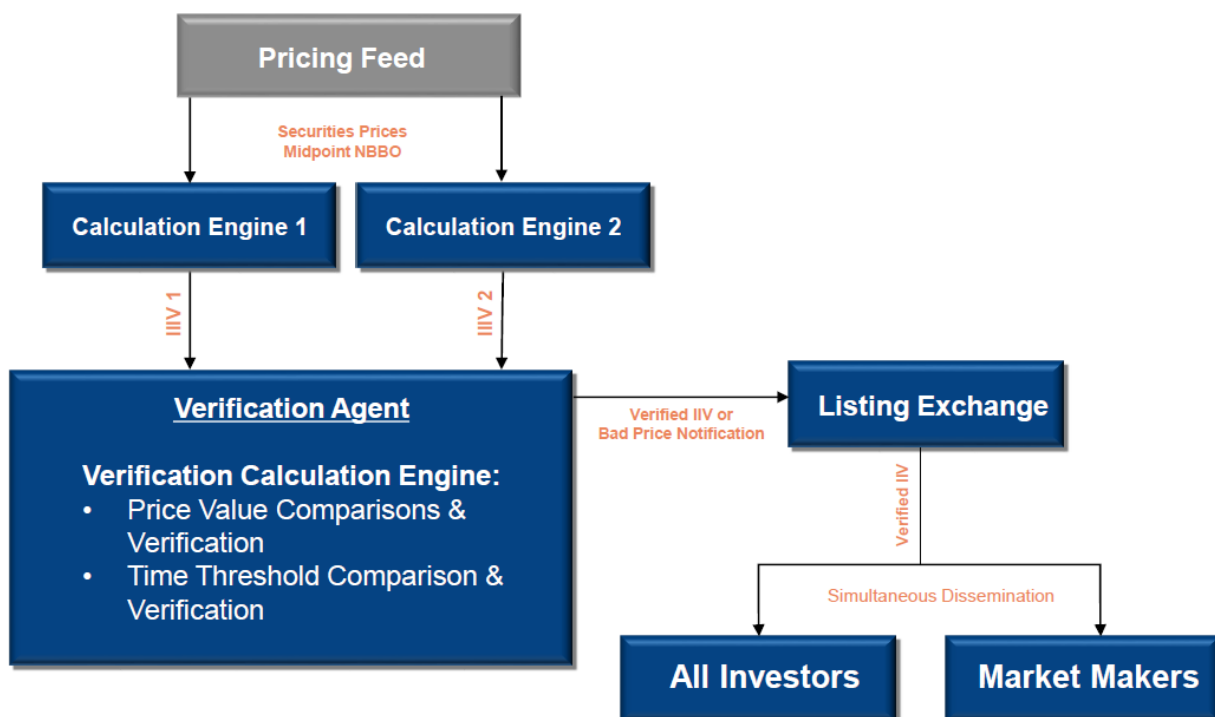 Pricing Feed
Securities Prices
Midpoint NBBO
Calculation Engine 1
Calculation Engine 2
IIIV 1
IIIV 2
Verification Agent
Verification Calculation Engine:
• Price Value Comparisons &
Verification
• Time Threshold Comparison &
Verification
Verified IIV or
Bad Price Notification
Listing Exchange
Verified IIV
Simultaneous Dissemination
All Investors
Market Makers